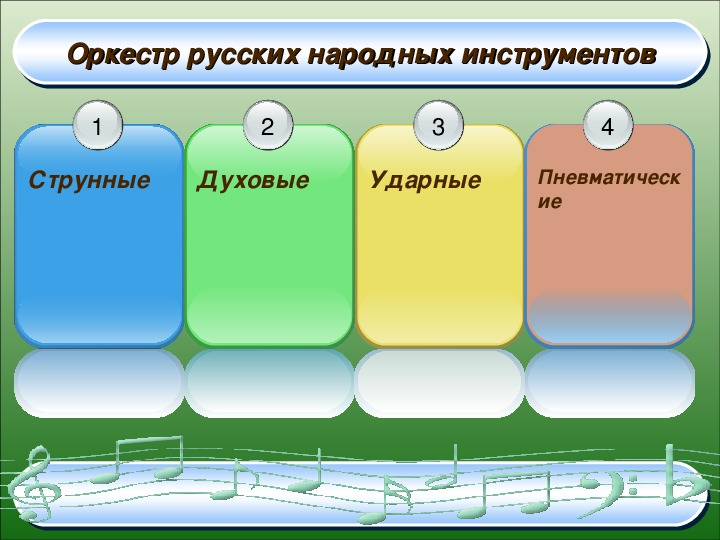 Оркестр русских народных инструментов
1
2
3
4
Струнные
Духовые
Ударные
Пневматическ
ие